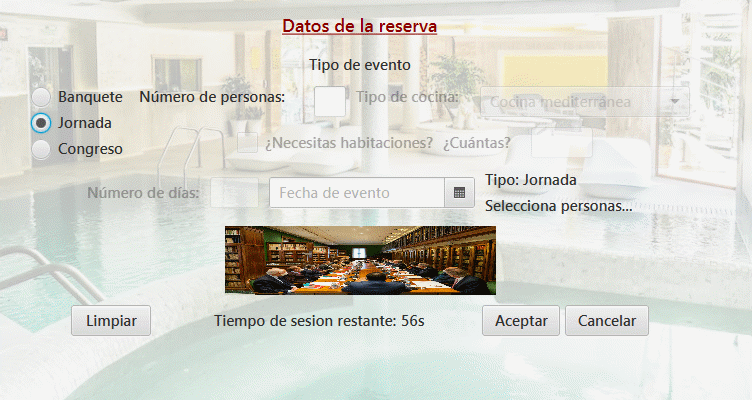 Datos de la reserva
Tipo de evento
Banquete Número de personas: Tipo de cocina: Cocina mediterránea
Jornada
¿Necesitas habitaciones? ¿Cuántas?
Congreso
Número de días: Fecha de evento
Tipo: Jornada
Selecciona personas...
Limpiar Tiempo de sesion restante: 56s Aceptar Cancelar